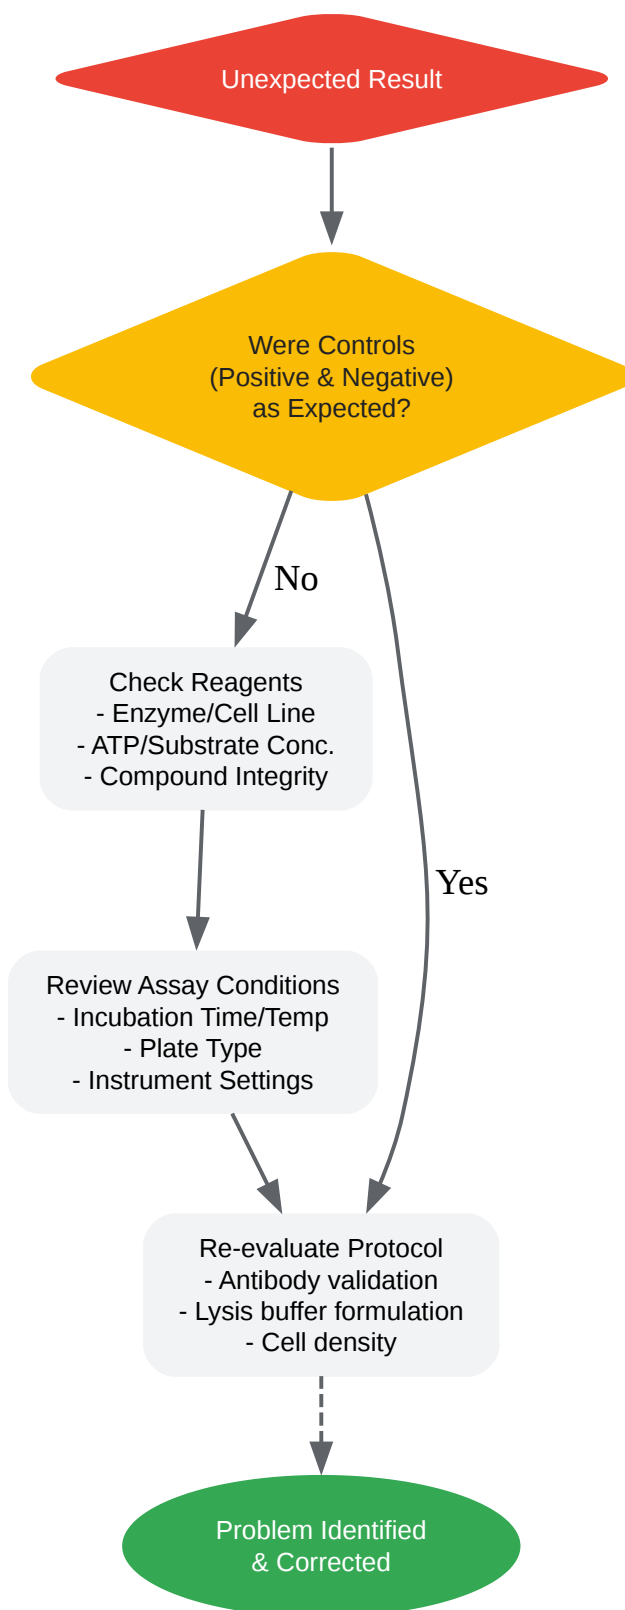 Unexpected Result
Were Controls
(Positive & Negative)
as Expected?
No
Check Reagents
- Enzyme/Cell Line
- ATP/Substrate Conc.
- Compound Integrity
Yes
Review Assay Conditions
- Incubation Time/Temp
- Plate Type
- Instrument Settings
Re-evaluate Protocol
- Antibody validation
- Lysis buffer formulation
- Cell density
Problem Identified
& Corrected